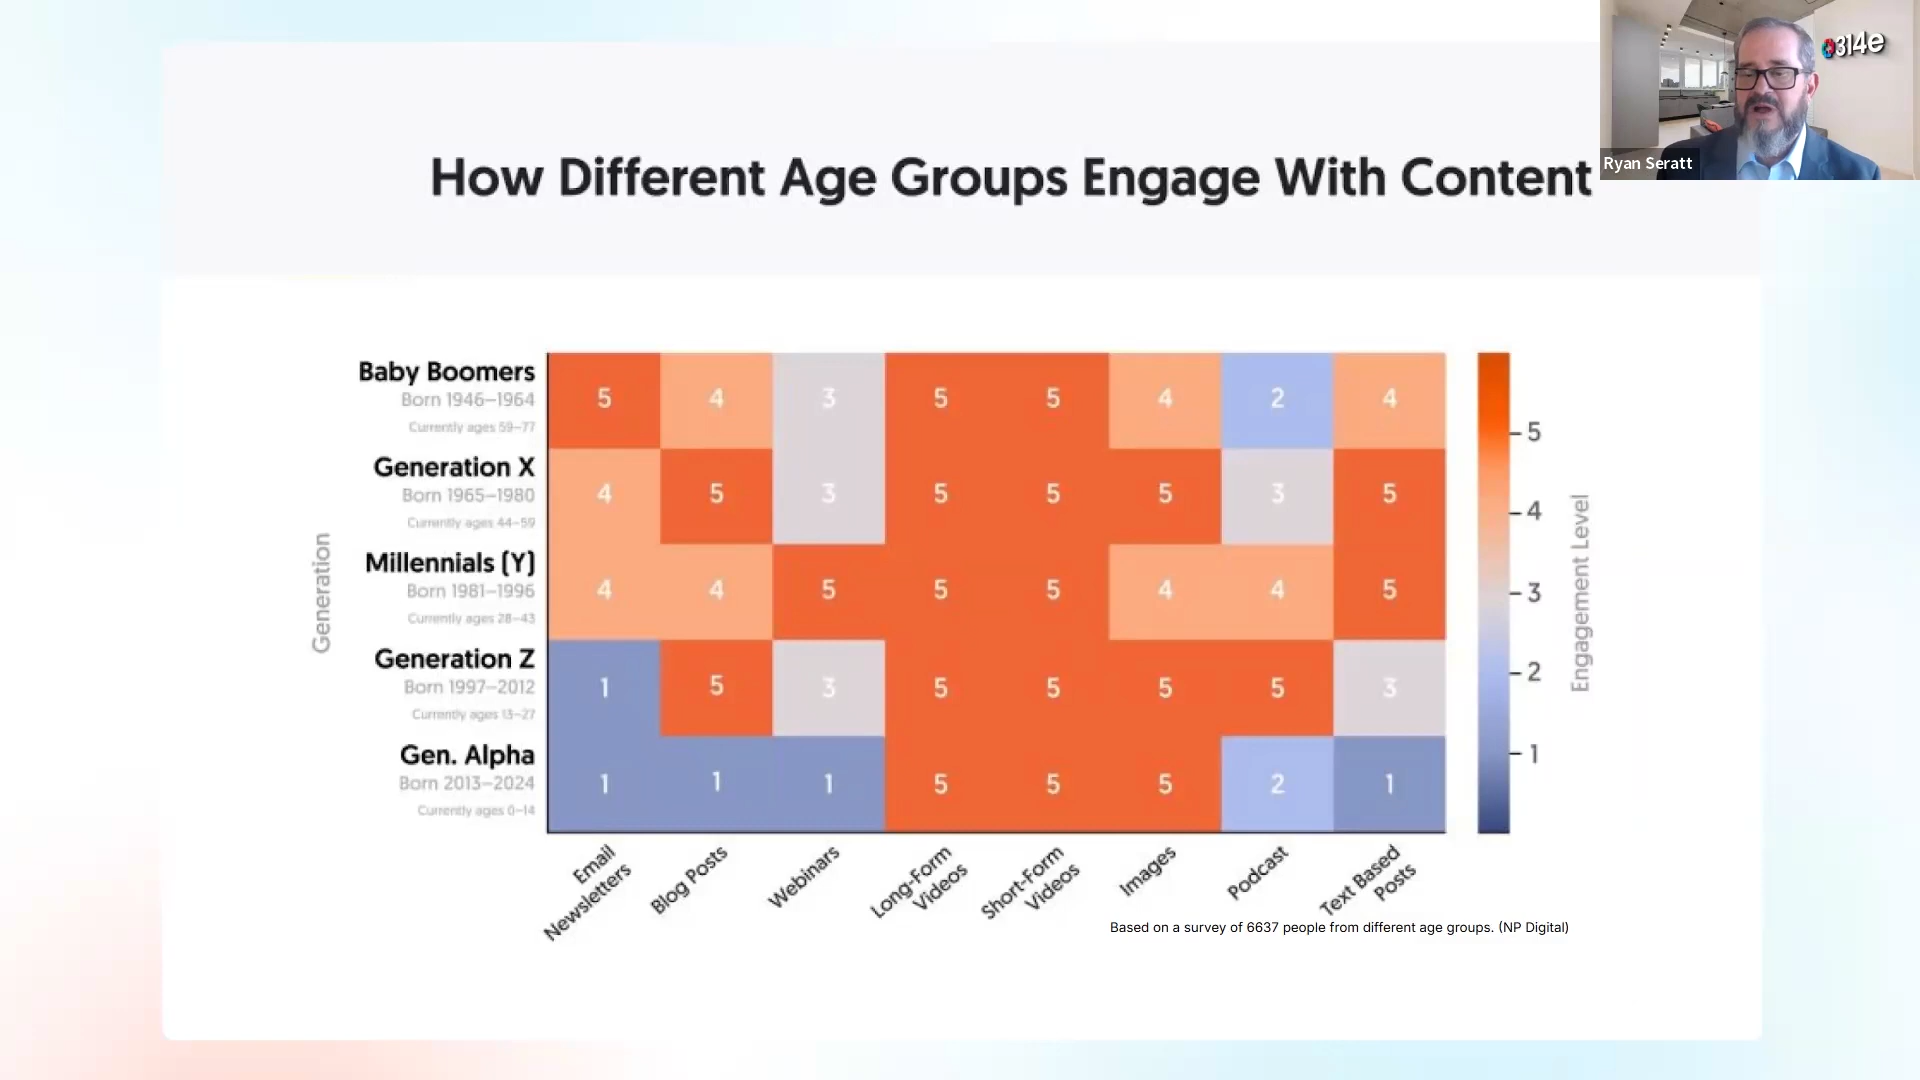 How Different Age Groups Engage With Content
314e
Ryan Seratt
Generation
Baby Boomers
Born 1946–1964
Currently ages 59–77
5 4 3 5 5 4 2 4
Generation X
Born 1965–1980
Currently ages 44–59
4 5 3 5 5 5 3 5
Millennials (Y)
Born 1981–1996
Currently ages 28–43
4 4 5 5 5 4 4 5
Generation Z
Born 1997–2012
Currently ages 13–27
1 5 3 5 5 5 5 3
Gen. Alpha
Born 2013–2024
Currently ages 0–14
1 1 1 5 5 5 2 1
Email
Newsletters
Blog Posts
Webinars
Long-Form
Videos
Short-Form
Videos
Images
Podcast
Text Based
Posts
5
4
3
2
1
Engagement Level
Based on a survey of 6637 people from different age groups. (NP Digital)